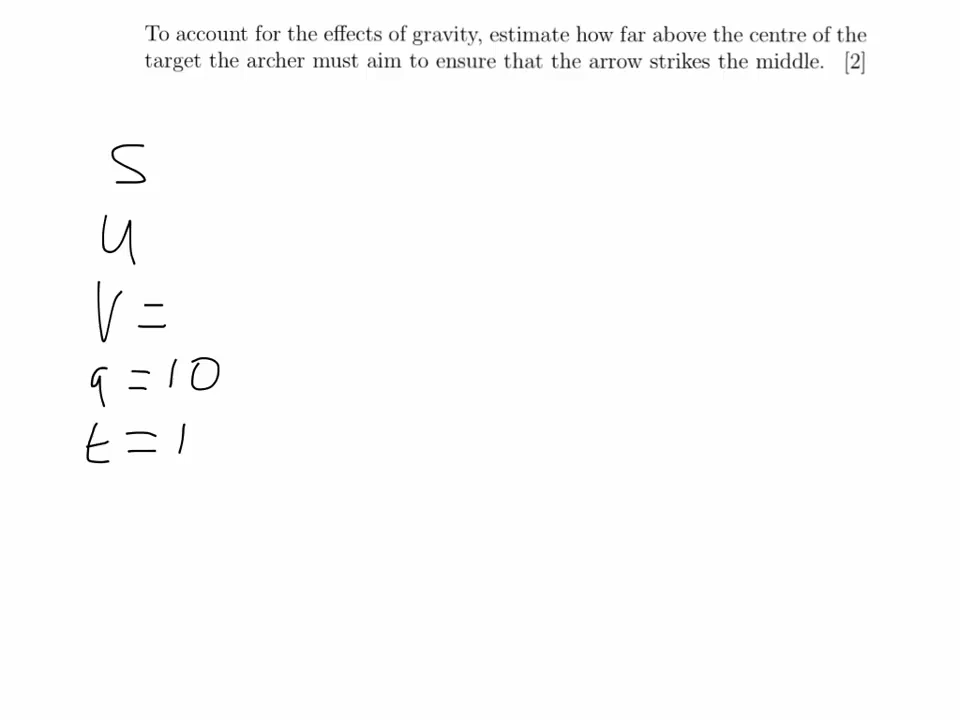 To account for the effects of gravity, estimate how far above the centre of the
target the archer must aim to ensure that the arrow strikes the middle. [2]
S
u
v =
a = 10
t = 1